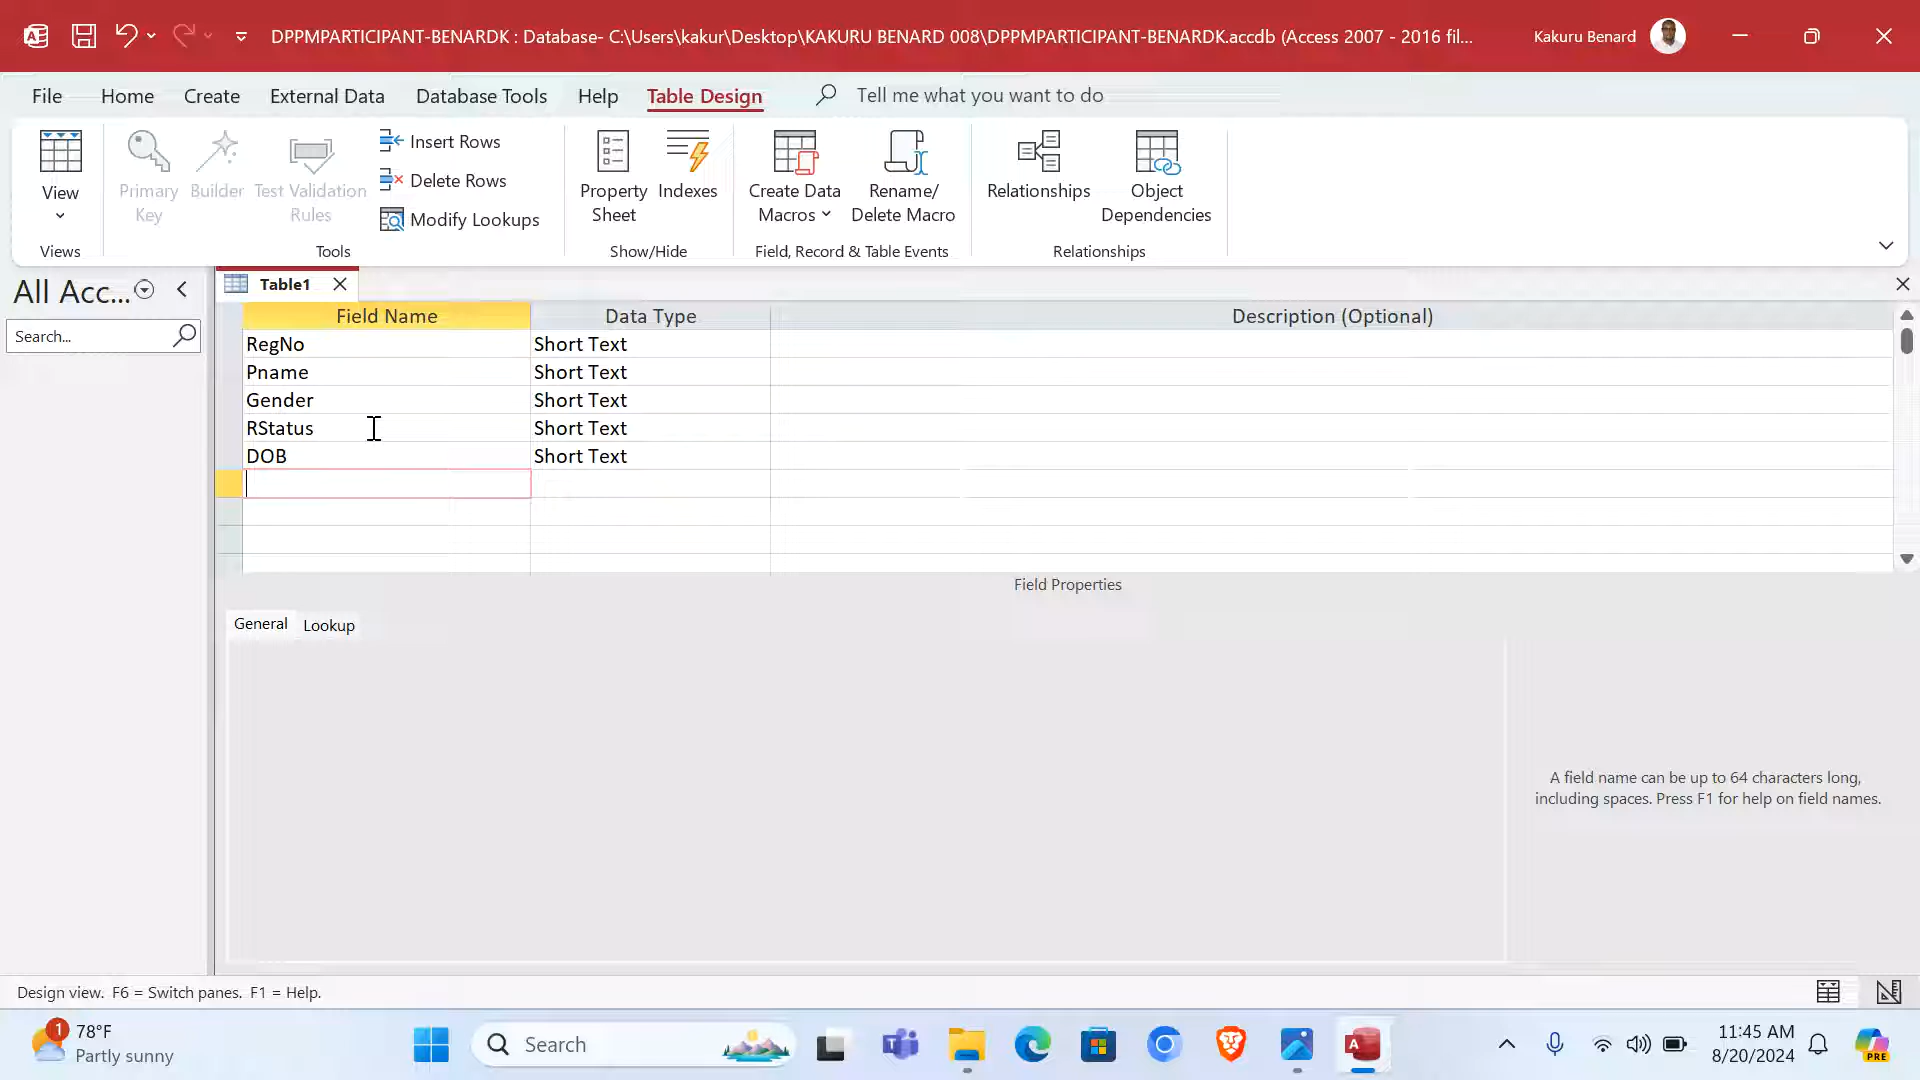 DPPMPARTICIPANT-BENARDK : Database- C:\Users\kakur\Desktop\KAKURU BENARD 008\DPPMPARTICIPANT-BENARDK.accdb (Access 2007 - 2016 fil...
Kakuru Benard
File Home Create External Data Database Tools Help Table Design Tell me what you want to do
View
Views
Primary Key
Builder
Test Validation Rules
Insert Rows
Delete Rows
Modify Lookups
Tools
Property Sheet
Indexes
Show/Hide
Create Data Macros
Rename/ Delete Macro
Field, Record & Table Events
Relationships
Object Dependencies
Relationships
All Acc...
Search...
Table1
Field Name Data Type Description (Optional)
RegNo Short Text
Pname Short Text
Gender Short Text
RStatus Short Text
DOB Short Text
Field Properties
General Lookup
A field name can be up to 64 characters long,
including spaces. Press F1 for help on field names.
Design view. F6 = Switch panes. F1 = Help.
1
78°F
Partly sunny
Search
11:45 AM
8/20/2024
PRE